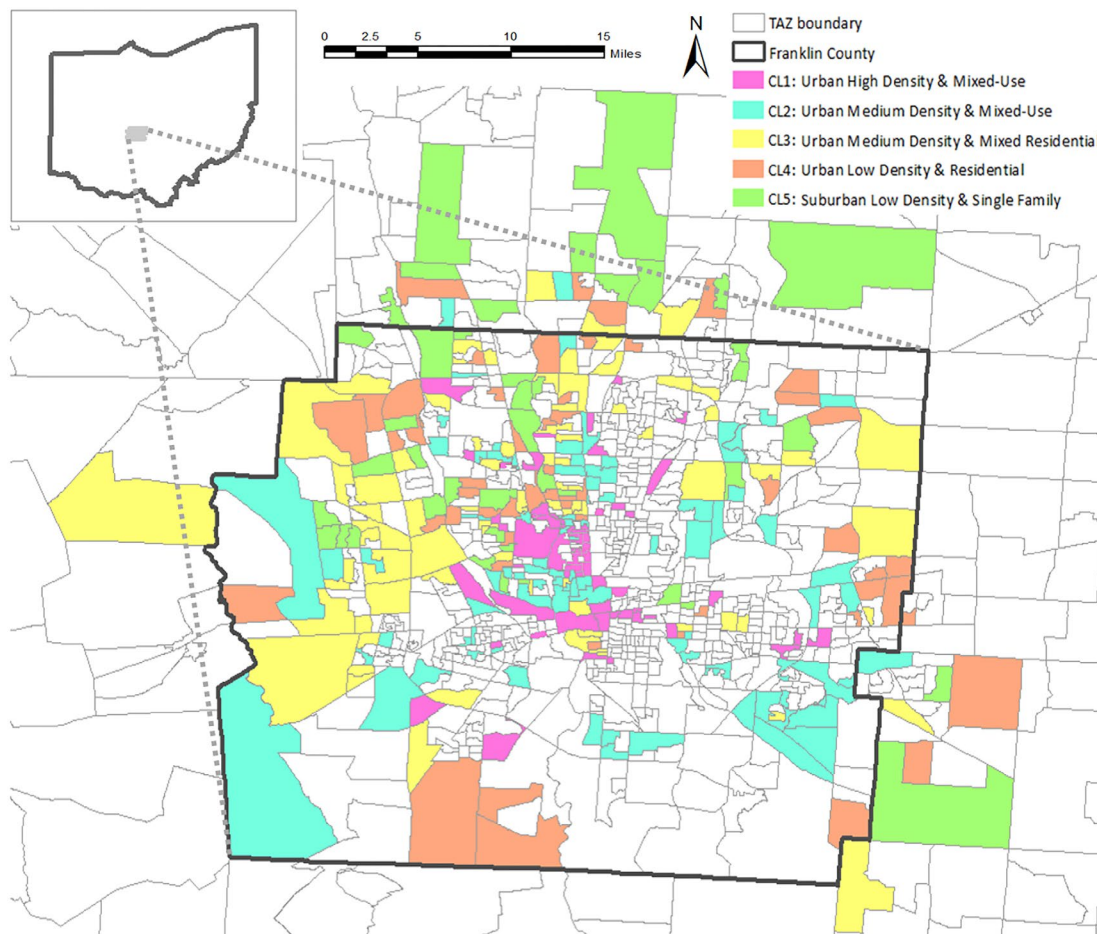 0 2.5 5 10 15
Miles
N
TAZ boundary
Franklin County
CL1: Urban High Density & Mixed-Use
CL2: Urban Medium Density & Mixed-Use
CL3: Urban Medium Density & Mixed Residential
CL4: Urban Low Density & Residential
CL5: Suburban Low Density & Single Family